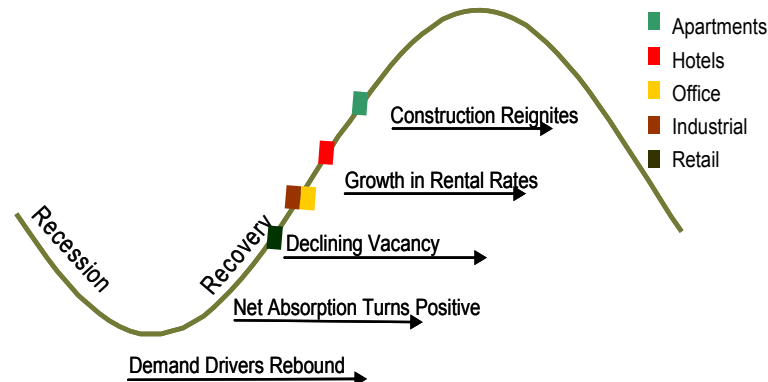 Apartments
Hotels
Office
Industrial
Retail
Construction Reignites
Growth in Rental Rates
Recession
Recovery
Declining Vacancy
Net Absorption Turns Positive
Demand Drivers Rebound